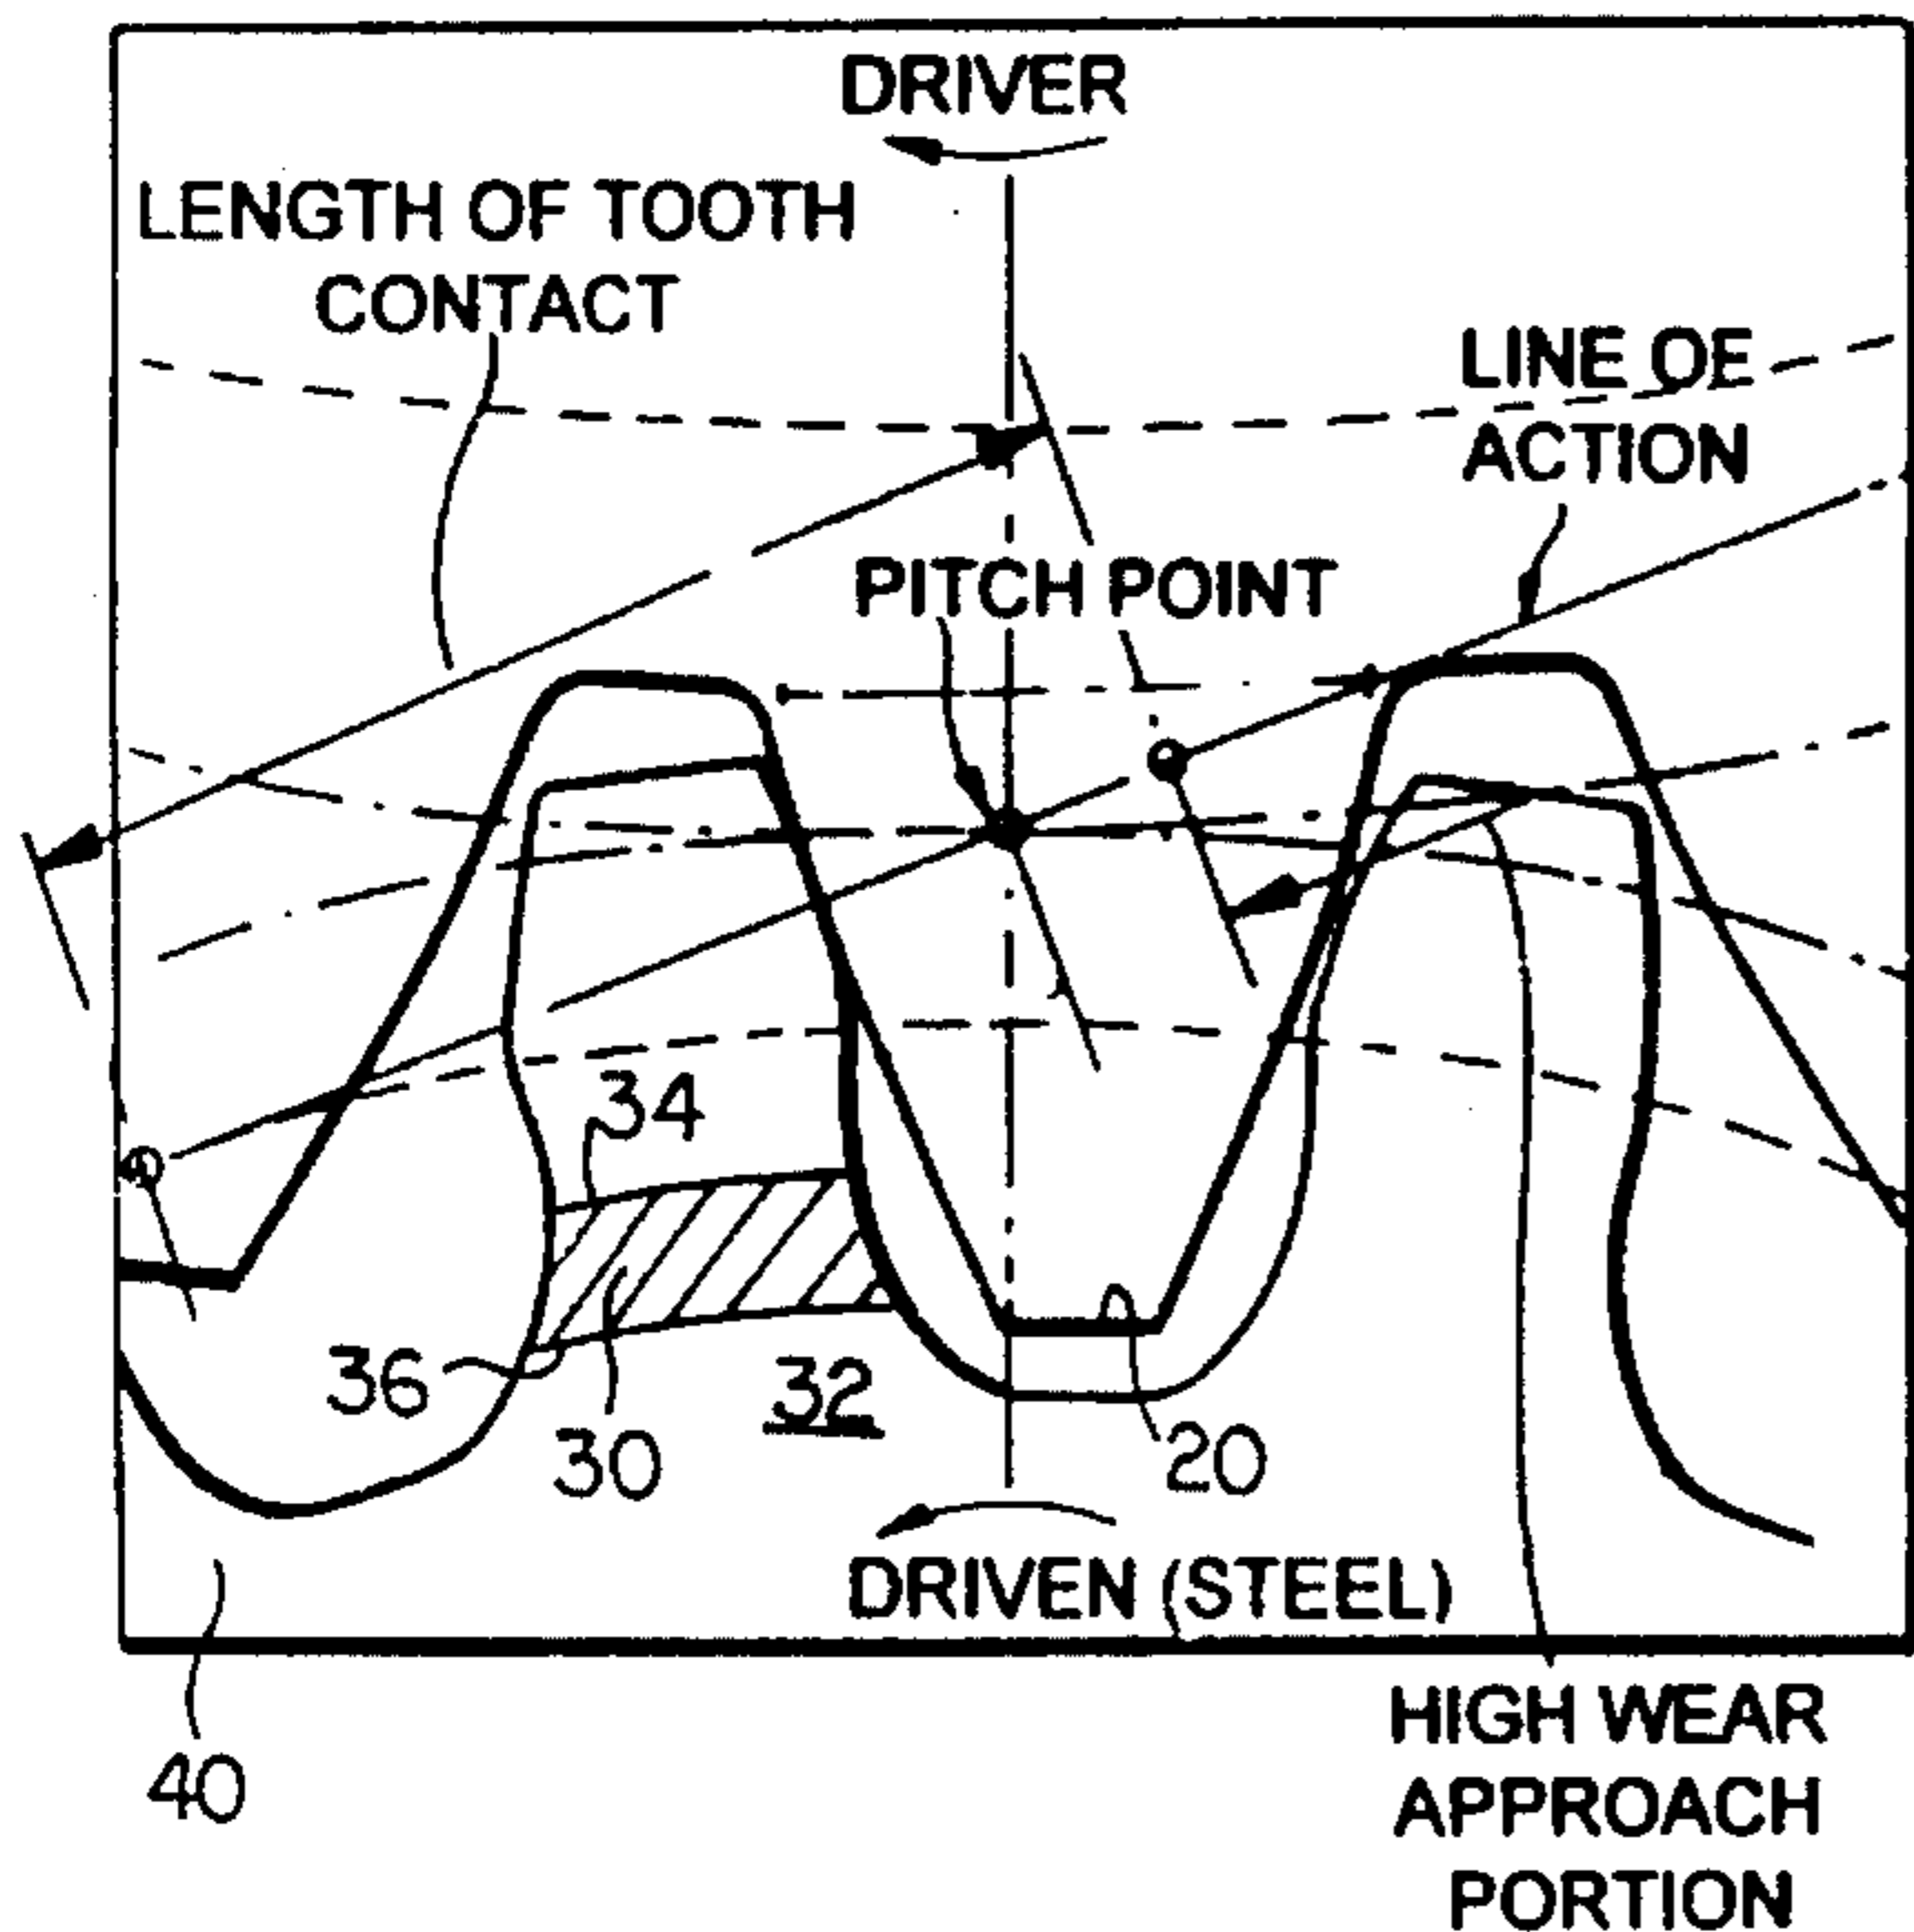 DRIVER
LENGTH OF TOOTH
CONTACT
LINE OF
ACTION
PITCH POINT
34
36
30
32
20
DRIVEN (STEEL)
40
HIGH WEAR
APPROACH
PORTION